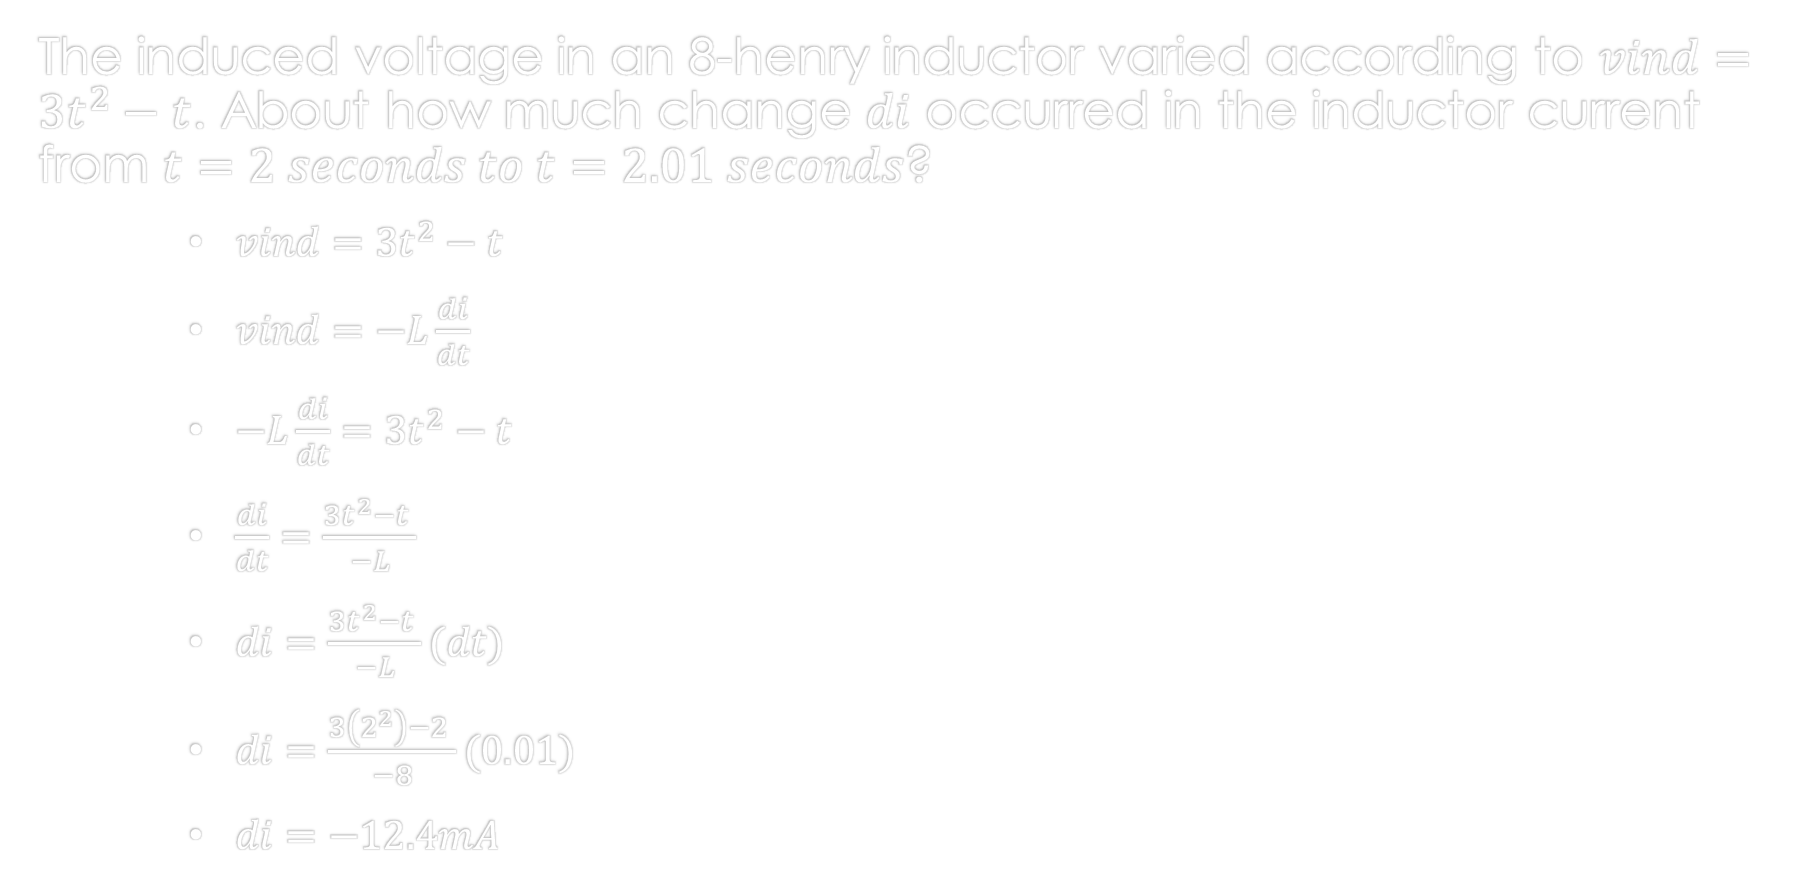 The induced voltage in an 8-henry inductor varied according to vind =
3t² − t. About how much change di occurred in the inductor current
from t = 2 seconds to t = 2.01 seconds?
◦ vind = 3t² − t
◦ vind = −L di/dt
◦ −L di/dt = 3t² − t
◦ di/dt = 3t²−t/−L
◦ di = 3t²−t/−L (dt)
◦ di = 3(2²)−2/−8 (0.01)
◦ di = −12.4mA